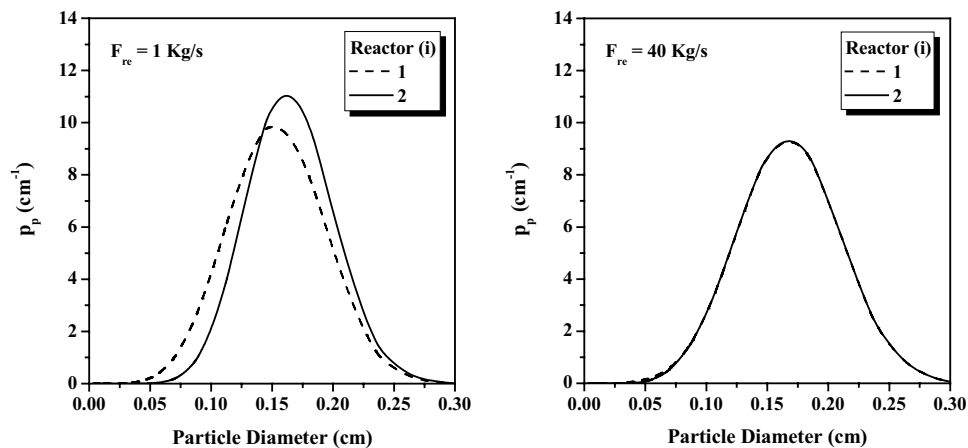 14
12
10
8
6
4
2
0
p_p (cm⁻¹)
F_re = 1 Kg/s
Reactor (i)
1
2
0.00 0.05 0.10 0.15 0.20 0.25 0.30
Particle Diameter (cm)
14
12
10
8
6
4
2
0
p_p (cm⁻¹)
F_re = 40 Kg/s
Reactor (i)
1
2
0.00 0.05 0.10 0.15 0.20 0.25 0.30
Particle Diameter (cm)